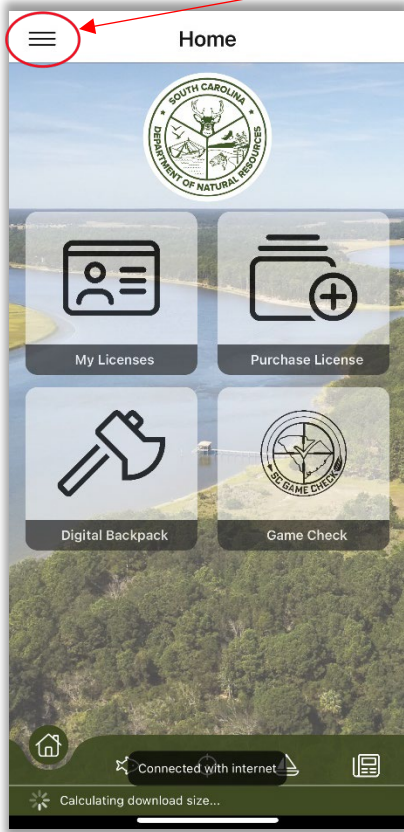 Home
SOUTH CAROLINA
DEPARTMENT OF NATURAL RESOURCES
My Licenses
Purchase License
SC GAME CHECK
Digital Backpack
Game Check
Connected with internet
Calculating download size...